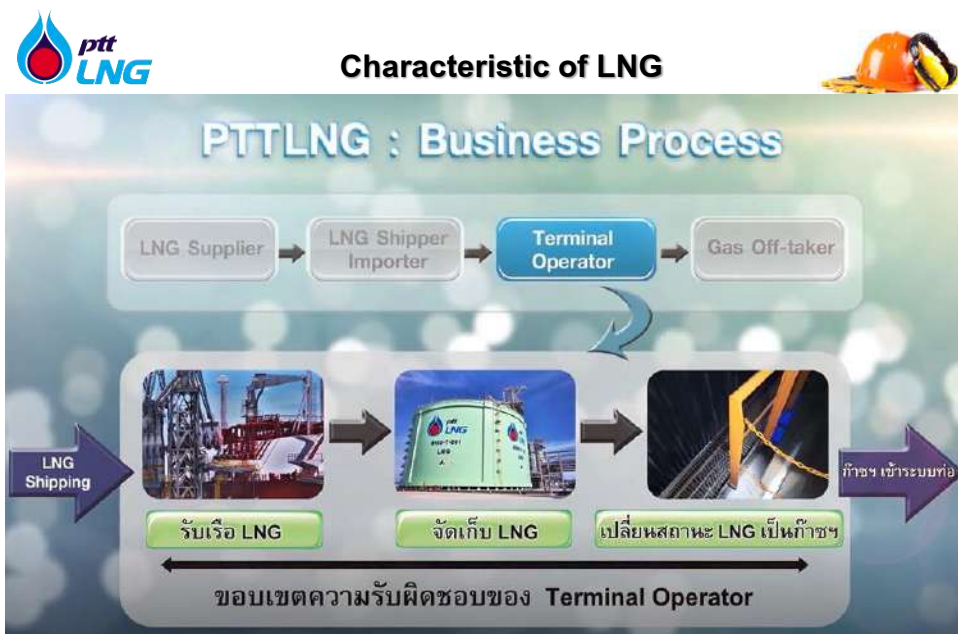 ptt
LNG
Characteristic of LNG
PTTLNG : Business Process
LNG Supplier
LNG Shipper
Importer
Terminal
Operator
Gas Off-taker
LNG
Shipping
ptt
LNG
ก๊าซฯ เข้าระบบท่อ
รับเรือ LNG
จัดเก็บ LNG
เปลี่ยนสถานะ LNG เป็นก๊าซฯ
ขอบเขตความรับผิดชอบของ Terminal Operator